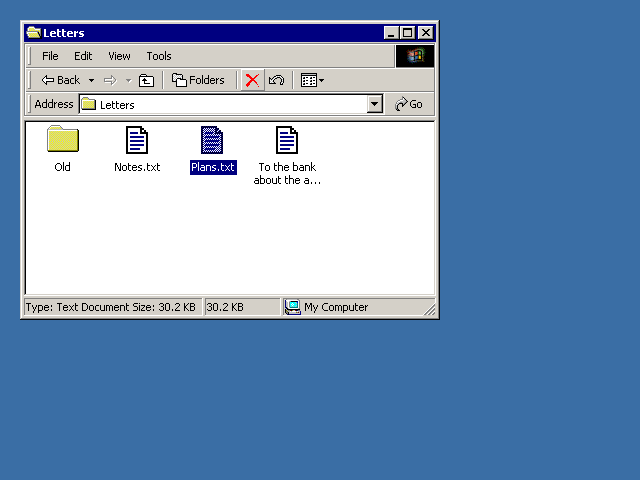 Letters
File Edit View Tools
Back Folders
Address Letters Go
Old Notes.txt Plans.txt To the bank
about the a...
Type: Text Document Size: 30.2 KB 30.2 KB My Computer